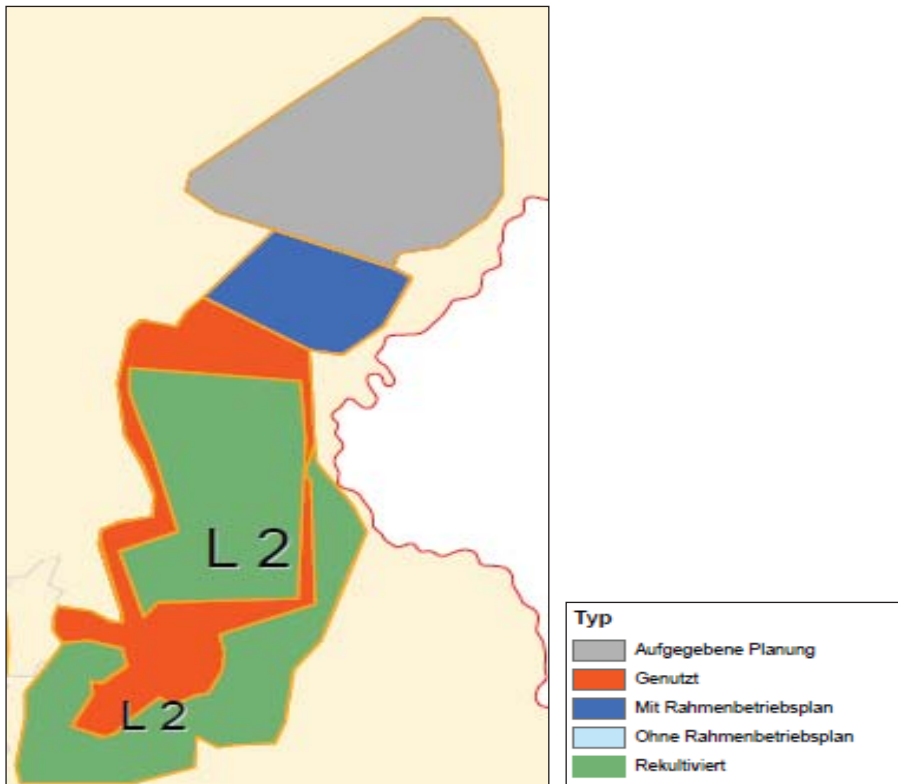 L 2
L 2
Typ
Aufgegebene Planung
Genutzt
Mit Rahmenbetriebsplan
Ohne Rahmenbetriebsplan
Rekultiviert